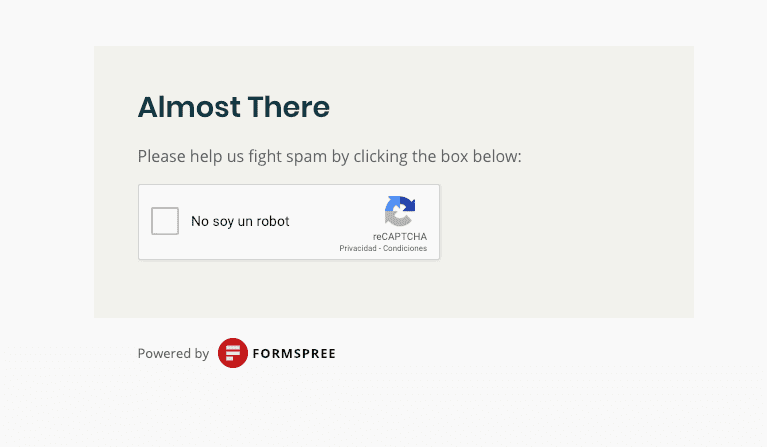 Almost There
Please help us fight spam by clicking the box below:
No soy un robot
reCAPTCHA
Privacidad - Condiciones
Powered by FORMSPREE